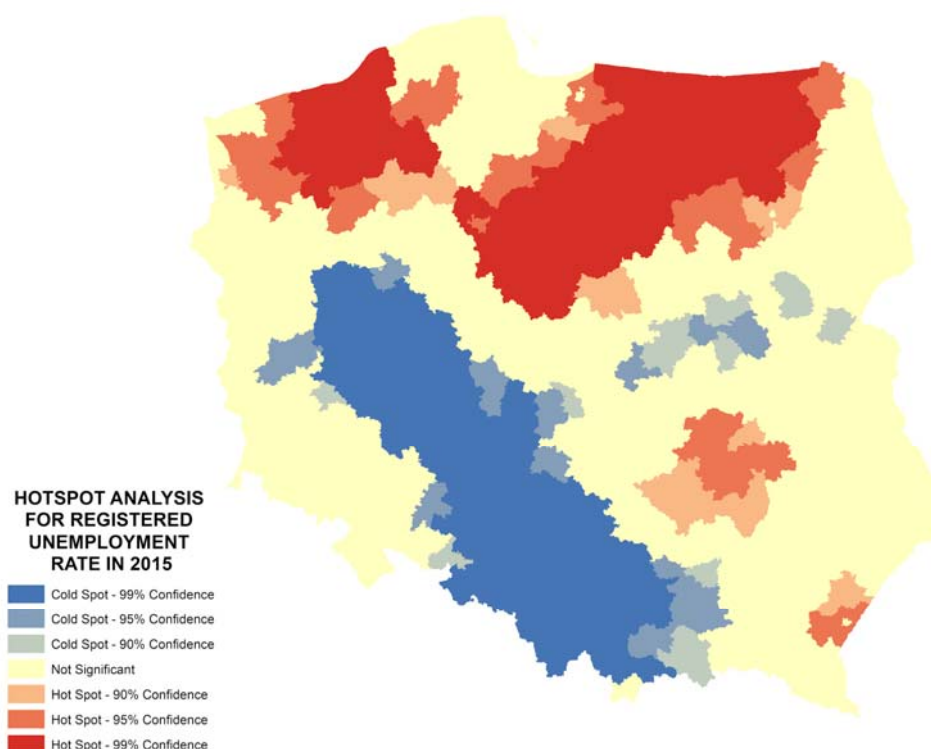 HOTSPOT ANALYSIS
FOR REGISTERED
UNEMPLOYMENT
RATE IN 2015
Cold Spot - 99% Confidence
Cold Spot - 95% Confidence
Cold Spot - 90% Confidence
Not Significant
Hot Spot - 90% Confidence
Hot Spot - 95% Confidence
Hot Spot - 99% Confidence